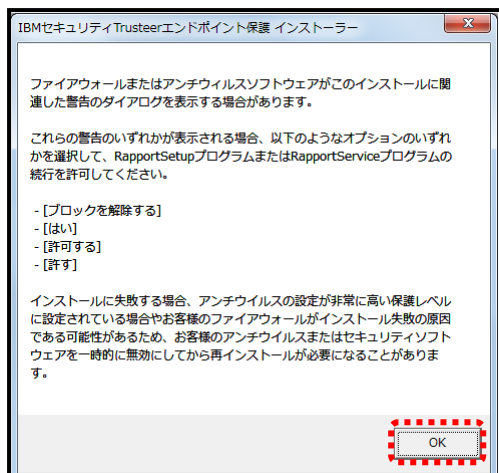 IBMセキュリティTrusteerエンドポイント保護 インストーラー
ファイアウォールまたはアンチウィルスソフトウェアがこのインストールに関
連した警告のダイアログを表示する場合があります。
これらの警告のいずれかが表示される場合、以下のようなオプションのいずれ
かを選択して、RapportSetupプログラムまたはRapportServiceプログラムの
続行を許可してください。
- [ブロックを解除する]
- [はい]
- [許可する]
- [許す]
インストールに失敗する場合、アンチウイルスの設定が非常に高い保護レベル
に設定されている場合やお客様のファイアウォールがインストール失敗の原因
である可能性があるため、お客様のアンチウイルスまたはセキュリティソフト
ウェアを一時的に無効にしてから再インストールが必要になることがありま
す。
OK